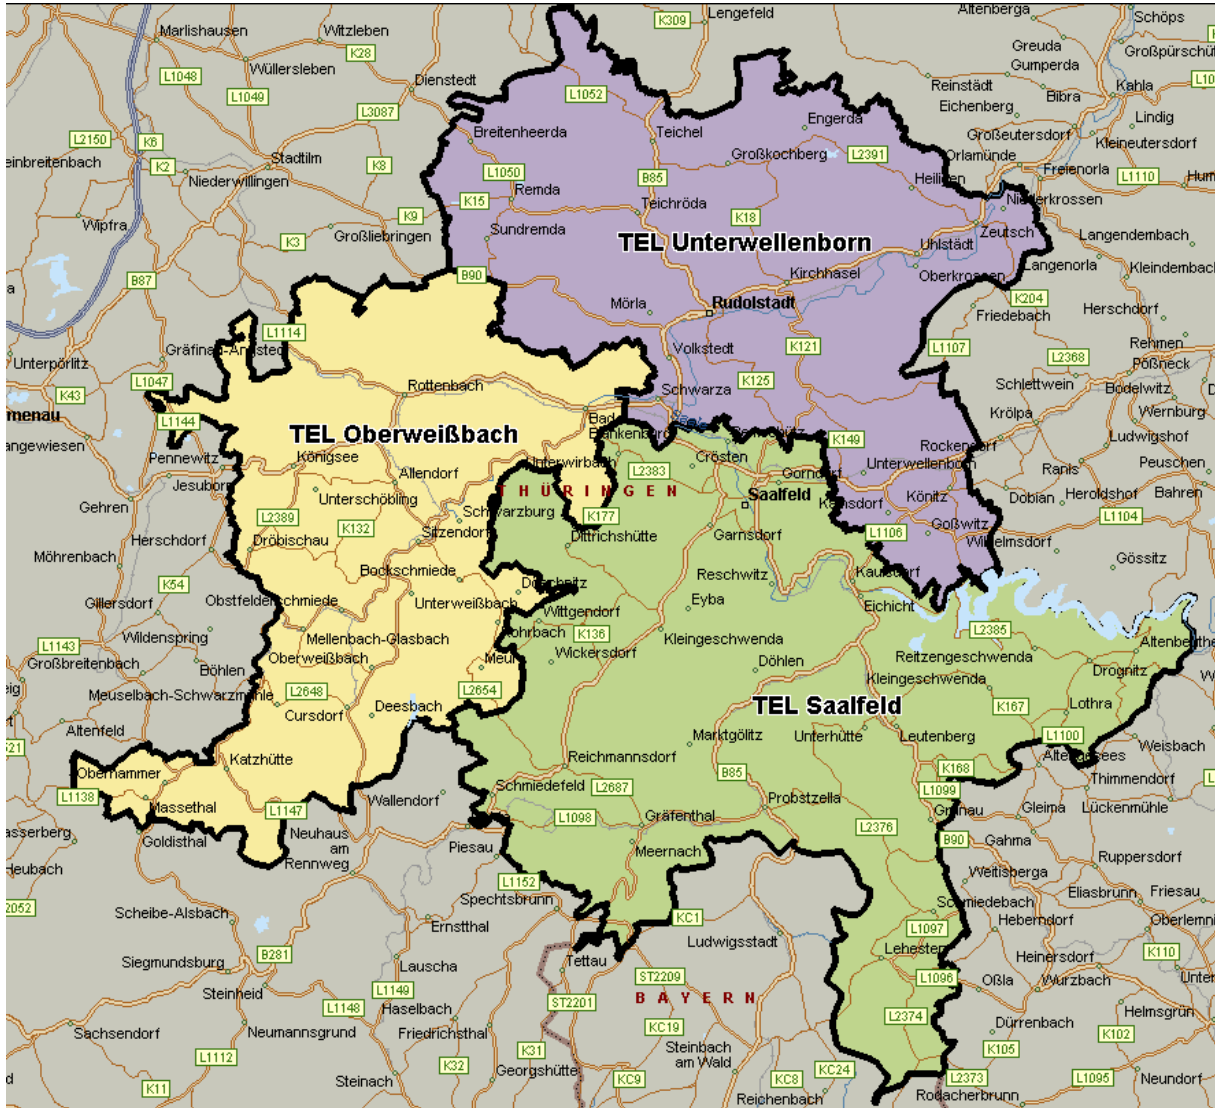 K309
Lengefeld
Altenberga
Schöps
Marlishausen
Witzleben
K28
Greuda
Großpürschüt
Gumperda
Wüllersleben
L1048
L1049
Dienstedt
L1052
Reinstädt
Bibra
Kahla
Eichenberg
L3087
Engerda
Lindig
Großeutersdorf
L2150
K6
Breitenheerda
Teichel
Kleineutersdorf
einbreitenbach
K2
Stadtilm
K8
L1050
Großkochberg
L2391
Orlamünde
Freienorla
L1110
Hum
Niederwillingen
Remda
B85
Heilingen
K15
Teichröda
K18
Niederkrossen
Wipfra
K9
Großliebringen
K3
Sundremda
TEL Unterwellenborn
Uhlstädt
Zeutsch
Langendembach
Langenorla
Kleindembach
B87
B90
Kirchhasel
Oberkrossen
K204
Mörla
Rudolstadt
Friedebach
Herschdorf
L1114
Volkstedt
K121
L1107
L2368
Rehmen
Pößneck
Unterpörlitz
Gräfinau-Angstedt
L1047
K43
Rottenbach
Schwarza
K125
Schlettwein
Bodelwitz
Wernburg
menau
L1144
Bad
Blankenburg
Saale
Krölpa
angewiesen
TEL Oberweißbach
K149
Rockendorf
Ludwigshof
Pennewitz
Königsee
Allendorf
Unterwirbach
L2383
Crösten
Gorndorf
Unterwellenborn
Ranis
Peuschen
Jesuborn
THÜRINGEN
Saalfeld
Könitz
Dobian
Heroldshof
Bahren
Gehren
Unterschöbling
Schwarzburg
K177
L1104
L2389
K132
Sitzendorf
Dittrichshütte
Garnsdorf
L1106
Goßwitz
Wilhelmsdorf
Möhrenbach
Herschdorf
Dröbischau
Gössitz
K54
Bockschmiede
Reschwitz
Kaulsdorf
Gillersdorf
Obstfelderschmiede
Unterweißbach
Döschnitz
Wittgendorf
Eyba
Eichicht
Wildenspring
Mellenbach-Glasbach
Rohrbach
K136
Kleingeschwenda
L2385
L1143
Großbreitenbach
Böhlen
Oberweißbach
Meura
Wickersdorf
Döhlen
Reitzengeschwenda
Drognitz
Kleingeschwenda
Meuselbach-Schwarzmühle
L2648
L2654
Cursdorf
Deesbach
TEL Saalfeld
K167
Lothra
Altenfeld
Marktgölitz
Unterhütte
Leutenberg
L1100
Weisbach
Altengesees
Katzhütte
Reichmannsdorf
B85
K168
Thimmendorf
Oberhammer
L1138
Massethal
L1147
Wallendorf
Schmiedefeld
L2687
Probstzella
L1099
Grünau
Gleima
Lückenmühle
L1098
Gräfenthal
L2376
asserberg
Goldisthal
Neuhaus
am
Rennweg
Piesau
Meernach
B90
Gahma
Ruppersdorf
Heubach
L1152
Weitisberga
Eliasbrunn
Friesau
2052
Scheibe-Alsbach
Spechtsbrunn
KC1
Schmiedebach
Heberndorf
Oberlemni
Ernstthal
Ludwigsstadt
L1097
B281
Lehesten
Heinersdorf
K110
Siegmundsburg
Lauscha
Tettau
ST2209
L1096
Oßla
Wurzbach
Unter
Steinheid
L1149
ST2201
BAYERN
L1148
Haselbach
L2374
Helmsgrün
Sachsendorf
Neumannsgrund
Friedrichsthal
KC19
Dürrenbach
K102
L1112
K31
Steinbach
am Wald
K105
K11
Steinach
K32
Georgshütte
KC9
KC8
KC24
L2373
L1095
Neundorf
Reichenbach
Rodacherbrunn